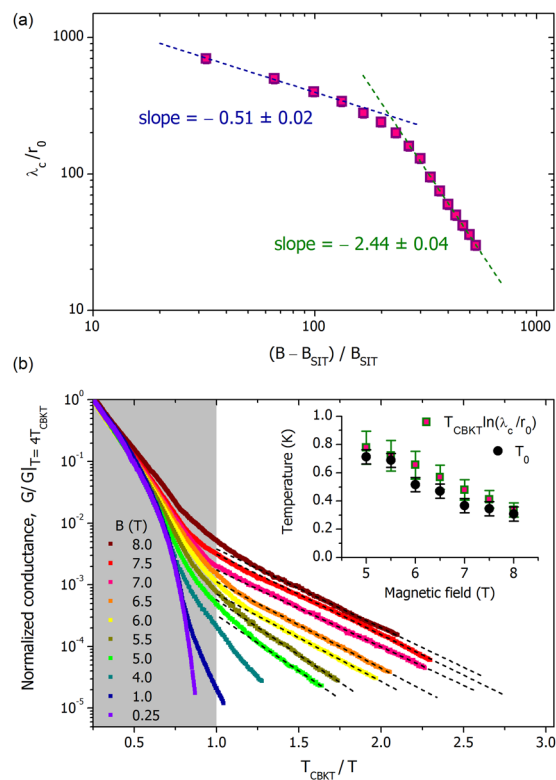 (a)
1000
100
10
λc/r0
slope = − 0.51 ± 0.02
slope = − 2.44 ± 0.04
10
100
1000
(B − BSIT) / BSIT
(b)
10^0
10^-1
10^-2
10^-3
10^-4
10^-5
Normalized conductance, G/ G|T= 4TCBKT
B (T)
8.0
7.5
7.0
6.5
6.0
5.5
5.0
4.0
1.0
0.25
TCBKTln(λc/r0)
T0
1.0
0.8
0.6
0.4
0.2
0.0
Temperature (K)
5
6
7
8
Magnetic field (T)
0.5
1.0
1.5
2.0
2.5
3.0
TCBKT/ T